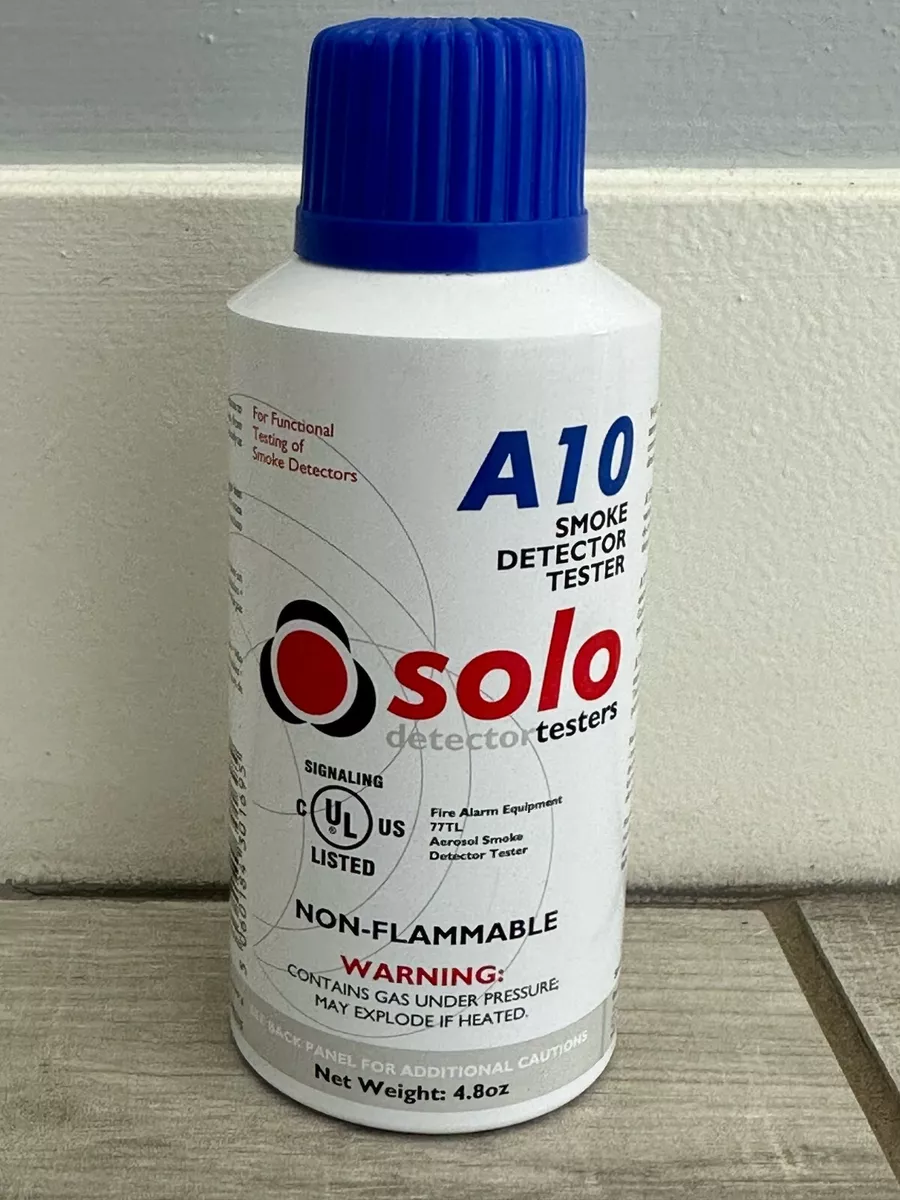 For Functional
Testing of
Smoke Detectors
A10
SMOKE
DETECTOR
TESTER
solo
detectortesters
SIGNALING
C UL US
®
LISTED
Fire Alarm Equipment
77TL
Aerosol Smoke
Detector Tester
NON-FLAMMABLE
WARNING:
CONTAINS GAS UNDER PRESSURE.
MAY EXPLODE IF HEATED.
BACK PANEL FOR ADDITIONAL CAUTIONS
Net Weight: 4.8oz